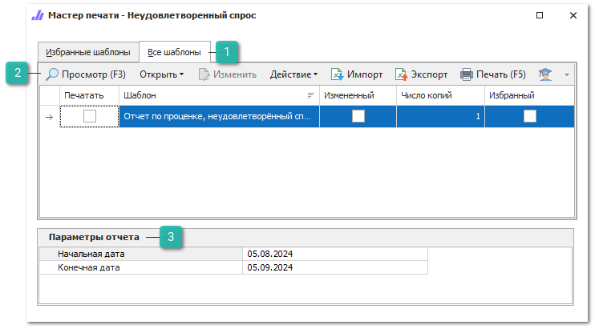 Мастер печати - Неудовлетворенный спрос
Избранные шаблоны Все шаблоны 1
2 Просмотр (F3) Открыть Изменить Действие Импорт Экспорт Печать (F5)
Печатать Шаблон Измененный Число копий Избранный
Отчет по проценке, неудовлетворённый сп... 1
Параметры отчета 3
Начальная дата 05.08.2024
Конечная дата 05.09.2024